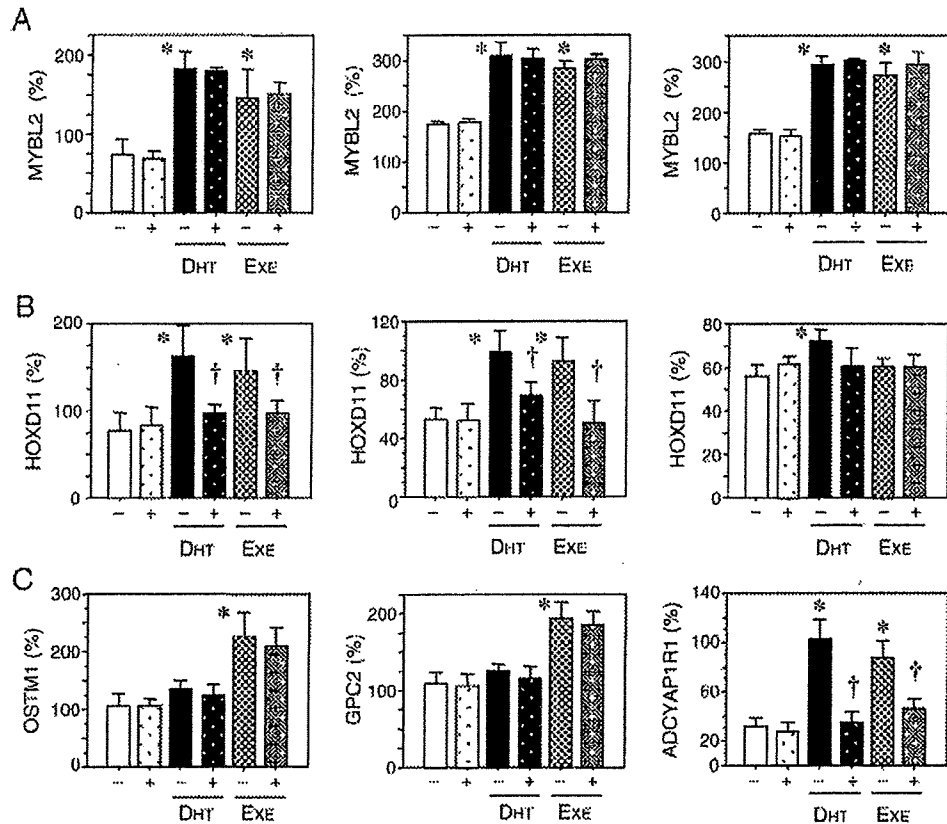 A
MYBL2 (%)
200
100
0
- + - + - +
DHT EXE
MYBL2 (%)
300
200
100
0
- + - + - +
DHT EXE
MYBL2 (%)
300
200
100
0
- + - + - +
DHT EXE
* * * * * *
B
HOXD11 (%)
200
100
0
- + - + - +
DHT EXE
HOXD11 (%)
120
80
40
0
- + - + - +
DHT EXE
HOXD11 (%)
80
60
40
20
0
- + - + - +
DHT EXE
* † * † * † * † *
C
OSTM1 (%)
300
200
100
0
- + - + - +
DHT EXE
GPC2 (%)
200
100
0
- + - + - +
DHT EXE
ADCYAP1R1 (%)
140
100
60
20
0
- + - + - +
DHT EXE
* * * † * †